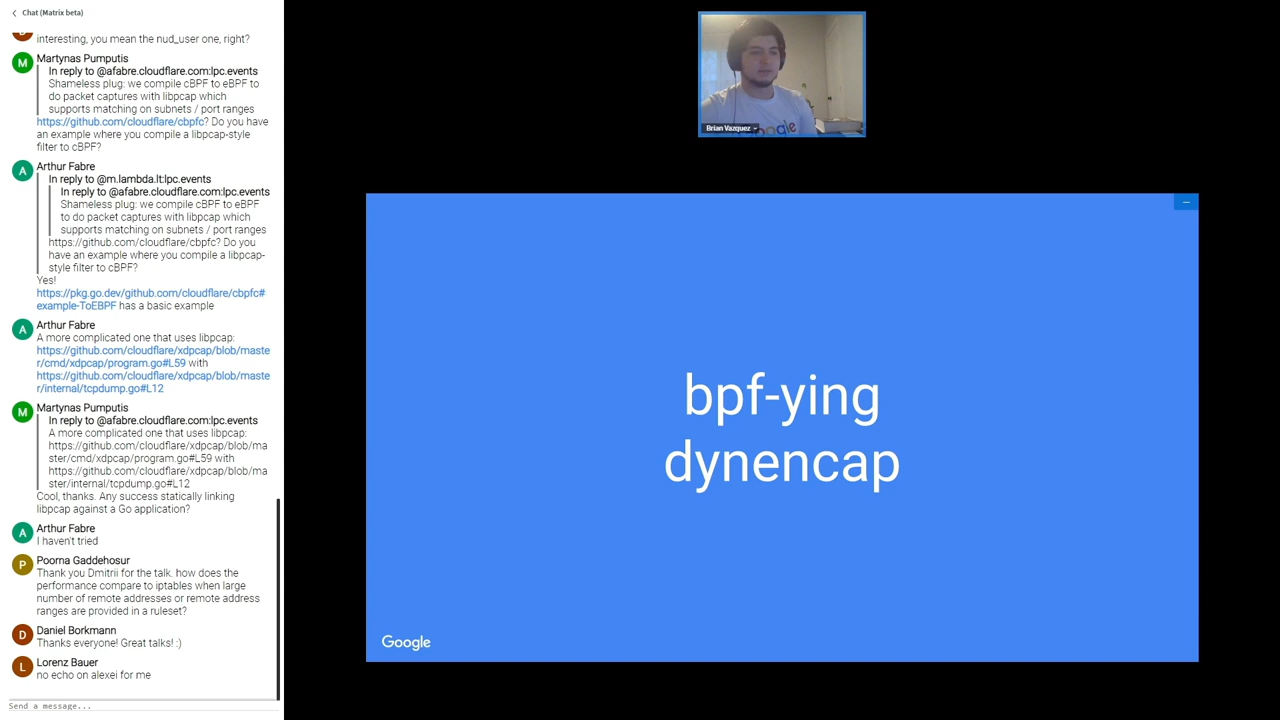 Chat (Matrix beta)
interesting, you mean the nud_user one, right?
Martynas Pumputis
In reply to @afabre.cloudflare.com:lpc.events
Shameless plug: we compile cBPF to eBPF to
do packet captures with libpcap which
supports matching on subnets / port ranges
https://github.com/cloudflare/cbpfc? Do you have
an example where you compile a libpcap-style
filter to cBPF?
Arthur Fabre
In reply to @m.lambda.lt:lpc.events
In reply to @afabre.cloudflare.com:lpc.events
Shameless plug: we compile cBPF to eBPF
to do packet captures with libpcap which
supports matching on subnets / port ranges
https://github.com/cloudflare/cbpfc? Do you
have an example where you compile a libpcap-
style filter to cBPF?
Yes!
https://pkg.go.dev/github.com/cloudflare/cbpfc#
example-ToEBPF has a basic example
Arthur Fabre
A more complicated one that uses libpcap:
https://github.com/cloudflare/xdpcap/blob/maste
r/cmd/xdpcap/program.go#L59 with
https://github.com/cloudflare/xdpcap/blob/maste
r/internal/tcpdump.go#L12
Martynas Pumputis
In reply to @afabre.cloudflare.com:lpc.events
A more complicated one that uses libpcap:
https://github.com/cloudflare/xdpcap/blob/ma
ster/cmd/xdpcap/program.go#L59 with
https://github.com/cloudflare/xdpcap/blob/ma
ster/internal/tcpdump.go#L12
Cool, thanks. Any success statically linking
libpcap against a Go application?
Arthur Fabre
I haven't tried
Poorna Gaddehosur
Thank you Dmitrii for the talk. how does the
performance compare to iptables when large
number of remote addresses or remote address
ranges are provided in a ruleset?
Daniel Borkmann
Thanks everyone! Great talks! :)
Lorenz Bauer
no echo on alexei for me
Send a message...
Brian Vazquez
bpf-ying
dynencap
Google